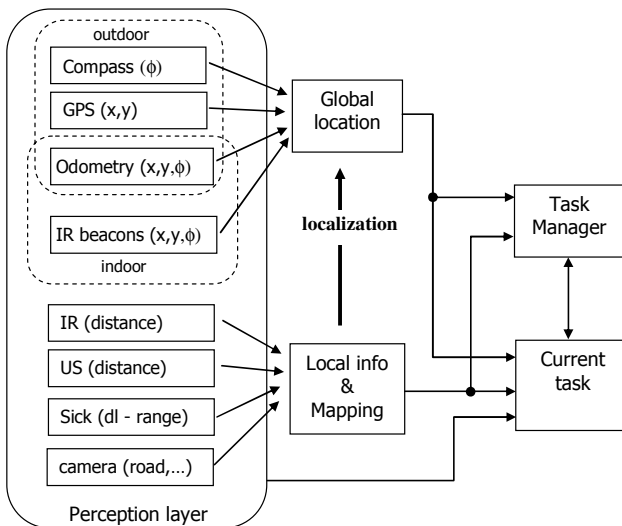 outdoor
Compass (ϕ)
GPS (x,y)
Odometry (x,y,ϕ)
IR beacons (x,y,ϕ)
indoor
IR (distance)
US (distance)
Sick (dl - range)
camera (road,...)
Perception layer
Global
location
localization
Local info
&
Mapping
Task
Manager
Current
task